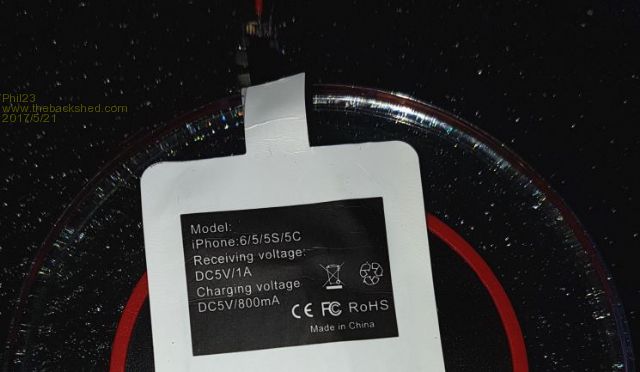 Phil23
www.thebackshed.com
2017/5/21
Model:
iPhone:6/5/5S/5C
Receiving voltage:
DC5V/1A
Charging voltage
DC5V/800mA
CE FC RoHS
Made in China